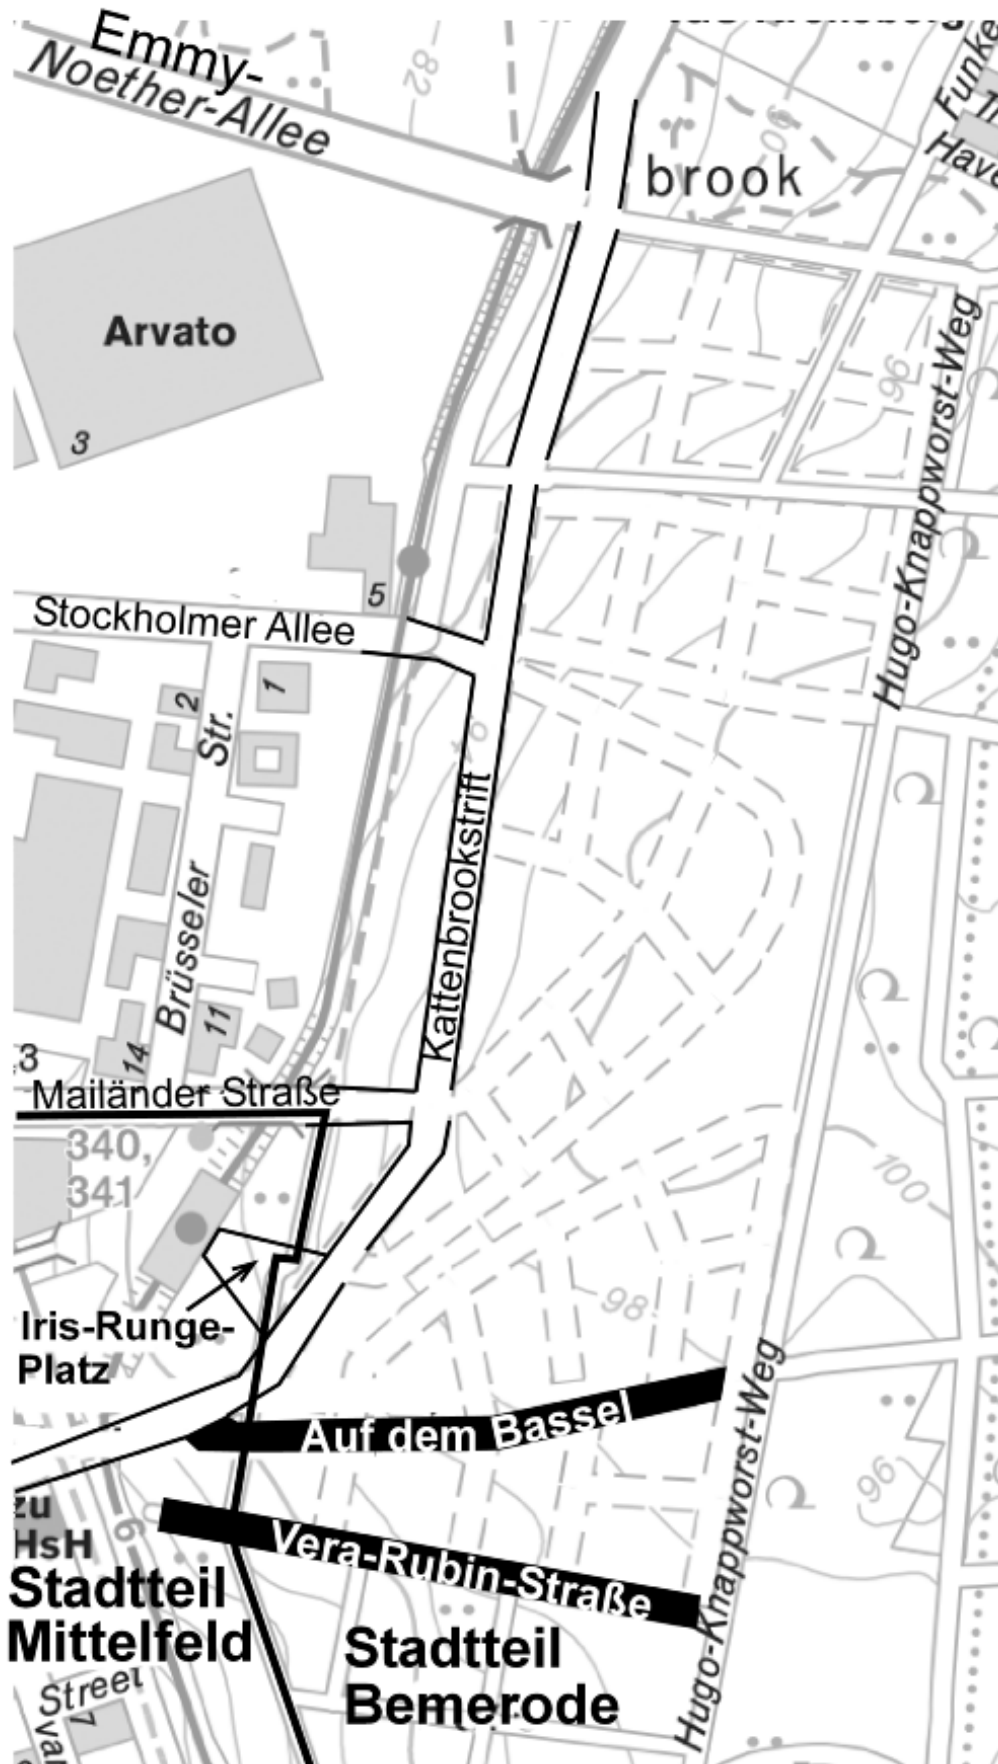 Emmy-
Noether-Allee
82
90
brook
Funke
Have
Arvato
3
96
Hugo-Knappworst-Weg
5
Stockholmer Allee
2
1
Str.
Kattenbrookstrift
Brüsseler
11
14
3
Mailänder Straße
340,
341
100
98
Iris-Runge-
Platz
Auf dem Bassel
Hugo-Knappworst-Weg
96
zu
HsH
6
Vera-Rubin-Straße
Stadtteil
Mittelfeld
Stadtteil
Bemerode
Street
7